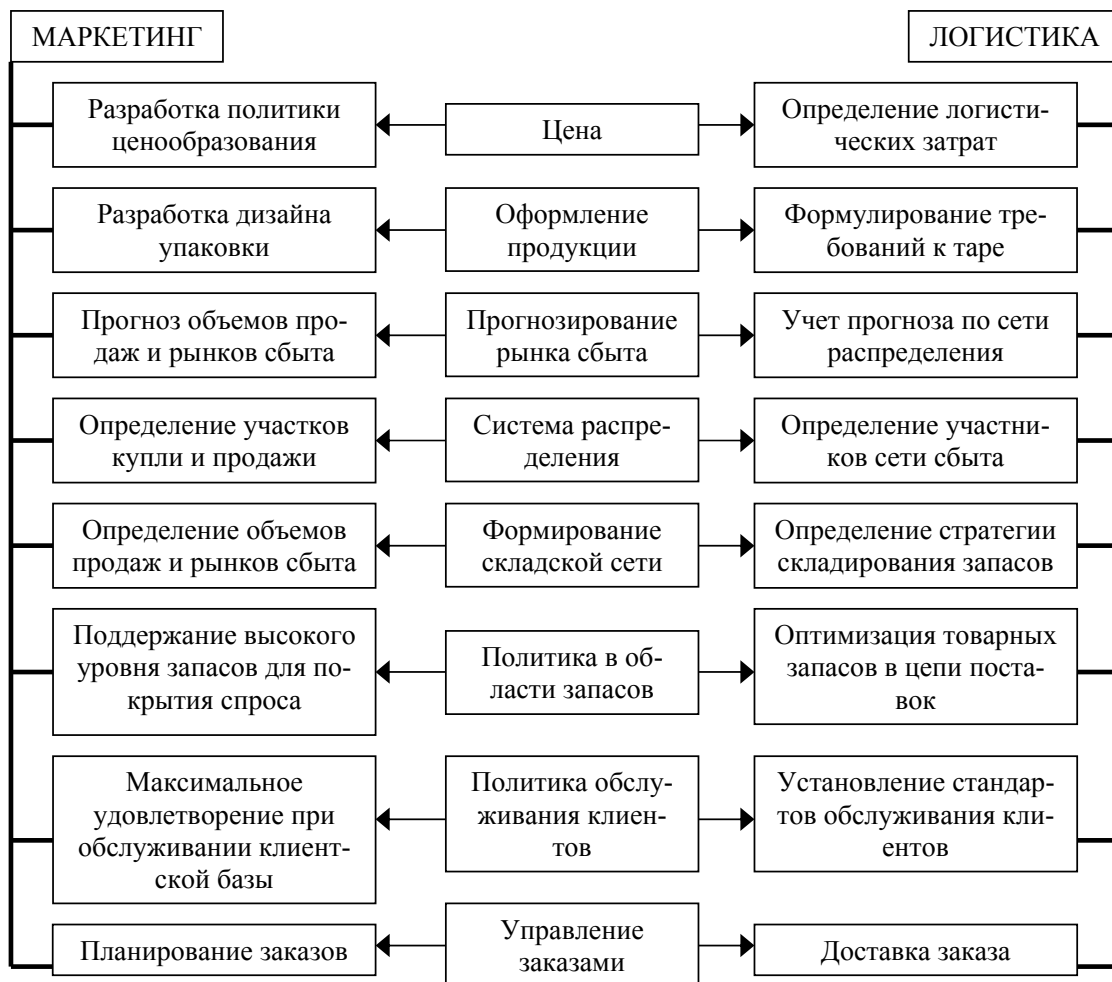 МАРКЕТИНГ
ЛОГИСТИКА
Разработка политики
ценообразования
Цена
Определение логисти-
ческих затрат
Разработка дизайна
упаковки
Оформление
продукции
Формулирование тре-
бований к таре
Прогноз объемов про-
даж и рынков сбыта
Прогнозирование
рынка сбыта
Учет прогноза по сети
распределения
Определение участков
купли и продажи
Система распре-
деления
Определение участни-
ков сети сбыта
Определение объемов
продаж и рынков сбыта
Формирование
складской сети
Определение стратегии
складирования запасов
Поддержание высокого
уровня запасов для по-
крытия спроса
Политика в об-
ласти запасов
Оптимизация товарных
запасов в цепи поста-
вок
Максимальное
удовлетворение при
обслуживании клиент-
ской базы
Политика обслу-
живания клиен-
тов
Установление стандар-
тов обслуживания кли-
ентов
Планирование заказов
Управление
заказами
Доставка заказа